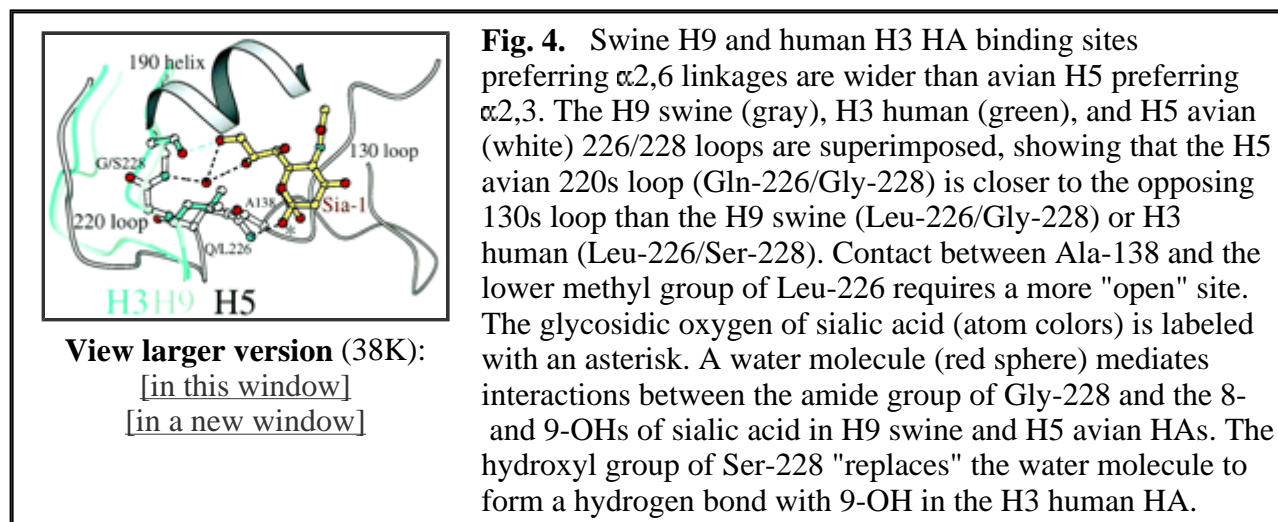 190 helix
G/S228
130 loop
A138
Sia-1
220 loop
*
Q/L226
H3 H9 H5
View larger version (38K):
[in this window]
[in a new window]
Fig. 4. Swine H9 and human H3 HA binding sites
preferring α2,6 linkages are wider than avian H5 preferring
α2,3. The H9 swine (gray), H3 human (green), and H5 avian
(white) 226/228 loops are superimposed, showing that the H5
avian 220s loop (Gln-226/Gly-228) is closer to the opposing
130s loop than the H9 swine (Leu-226/Gly-228) or H3
human (Leu-226/Ser-228). Contact between Ala-138 and the
lower methyl group of Leu-226 requires a more "open" site.
The glycosidic oxygen of sialic acid (atom colors) is labeled
with an asterisk. A water molecule (red sphere) mediates
interactions between the amide group of Gly-228 and the 8-
and 9-OHs of sialic acid in H9 swine and H5 avian HAs. The
hydroxyl group of Ser-228 "replaces" the water molecule to
form a hydrogen bond with 9-OH in the H3 human HA.